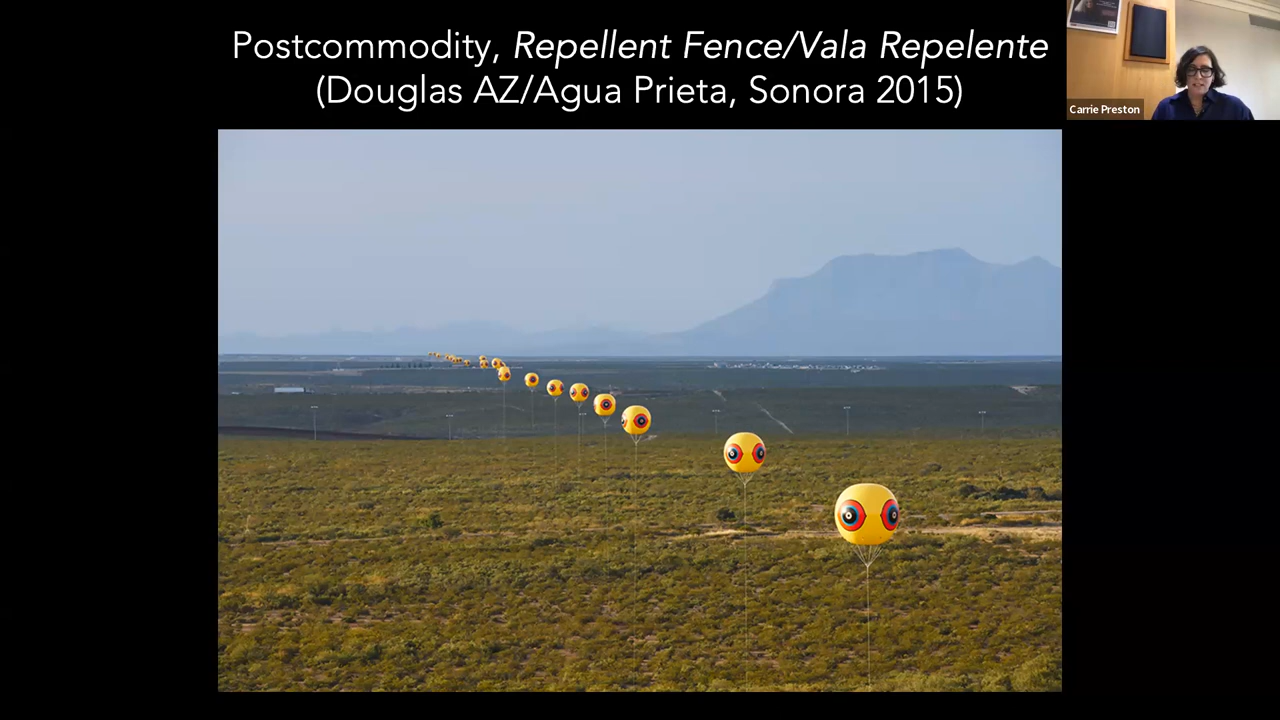 Postcommodity, Repellent Fence/Vala Repelente
(Douglas AZ/Agua Prieta, Sonora 2015)
Carrie Preston